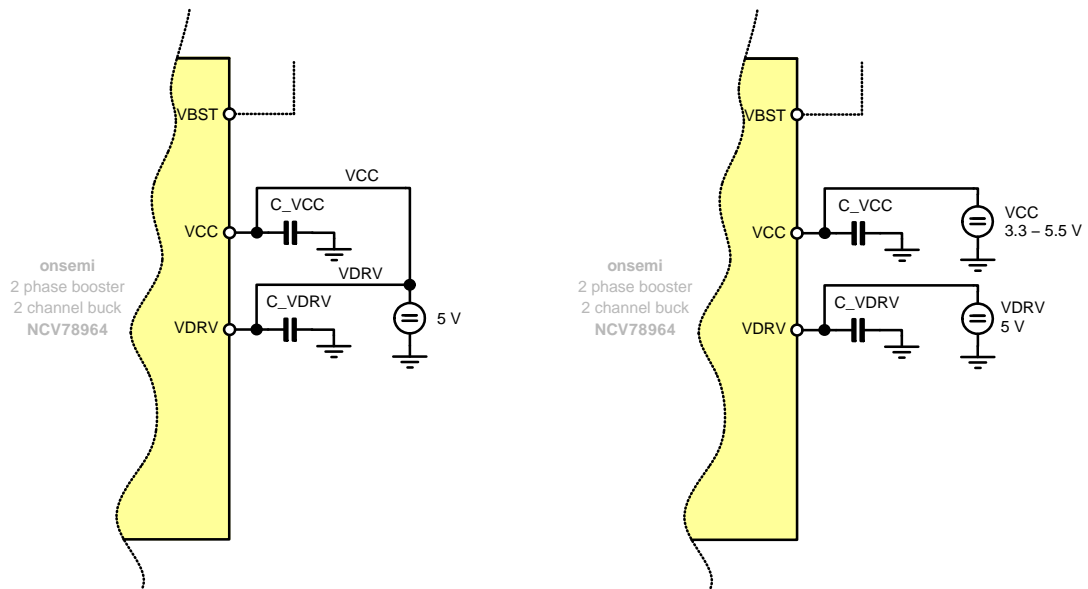 VBST
VCC
C_VCC
VCC
VDRV
C_VDRV
VDRV
5 V
onsemi
2 phase booster
2 channel buck
NCV78964
VBST
C_VCC
VCC
VCC
3.3 – 5.5 V
C_VDRV
VDRV
VDRV
5 V
onsemi
2 phase booster
2 channel buck
NCV78964